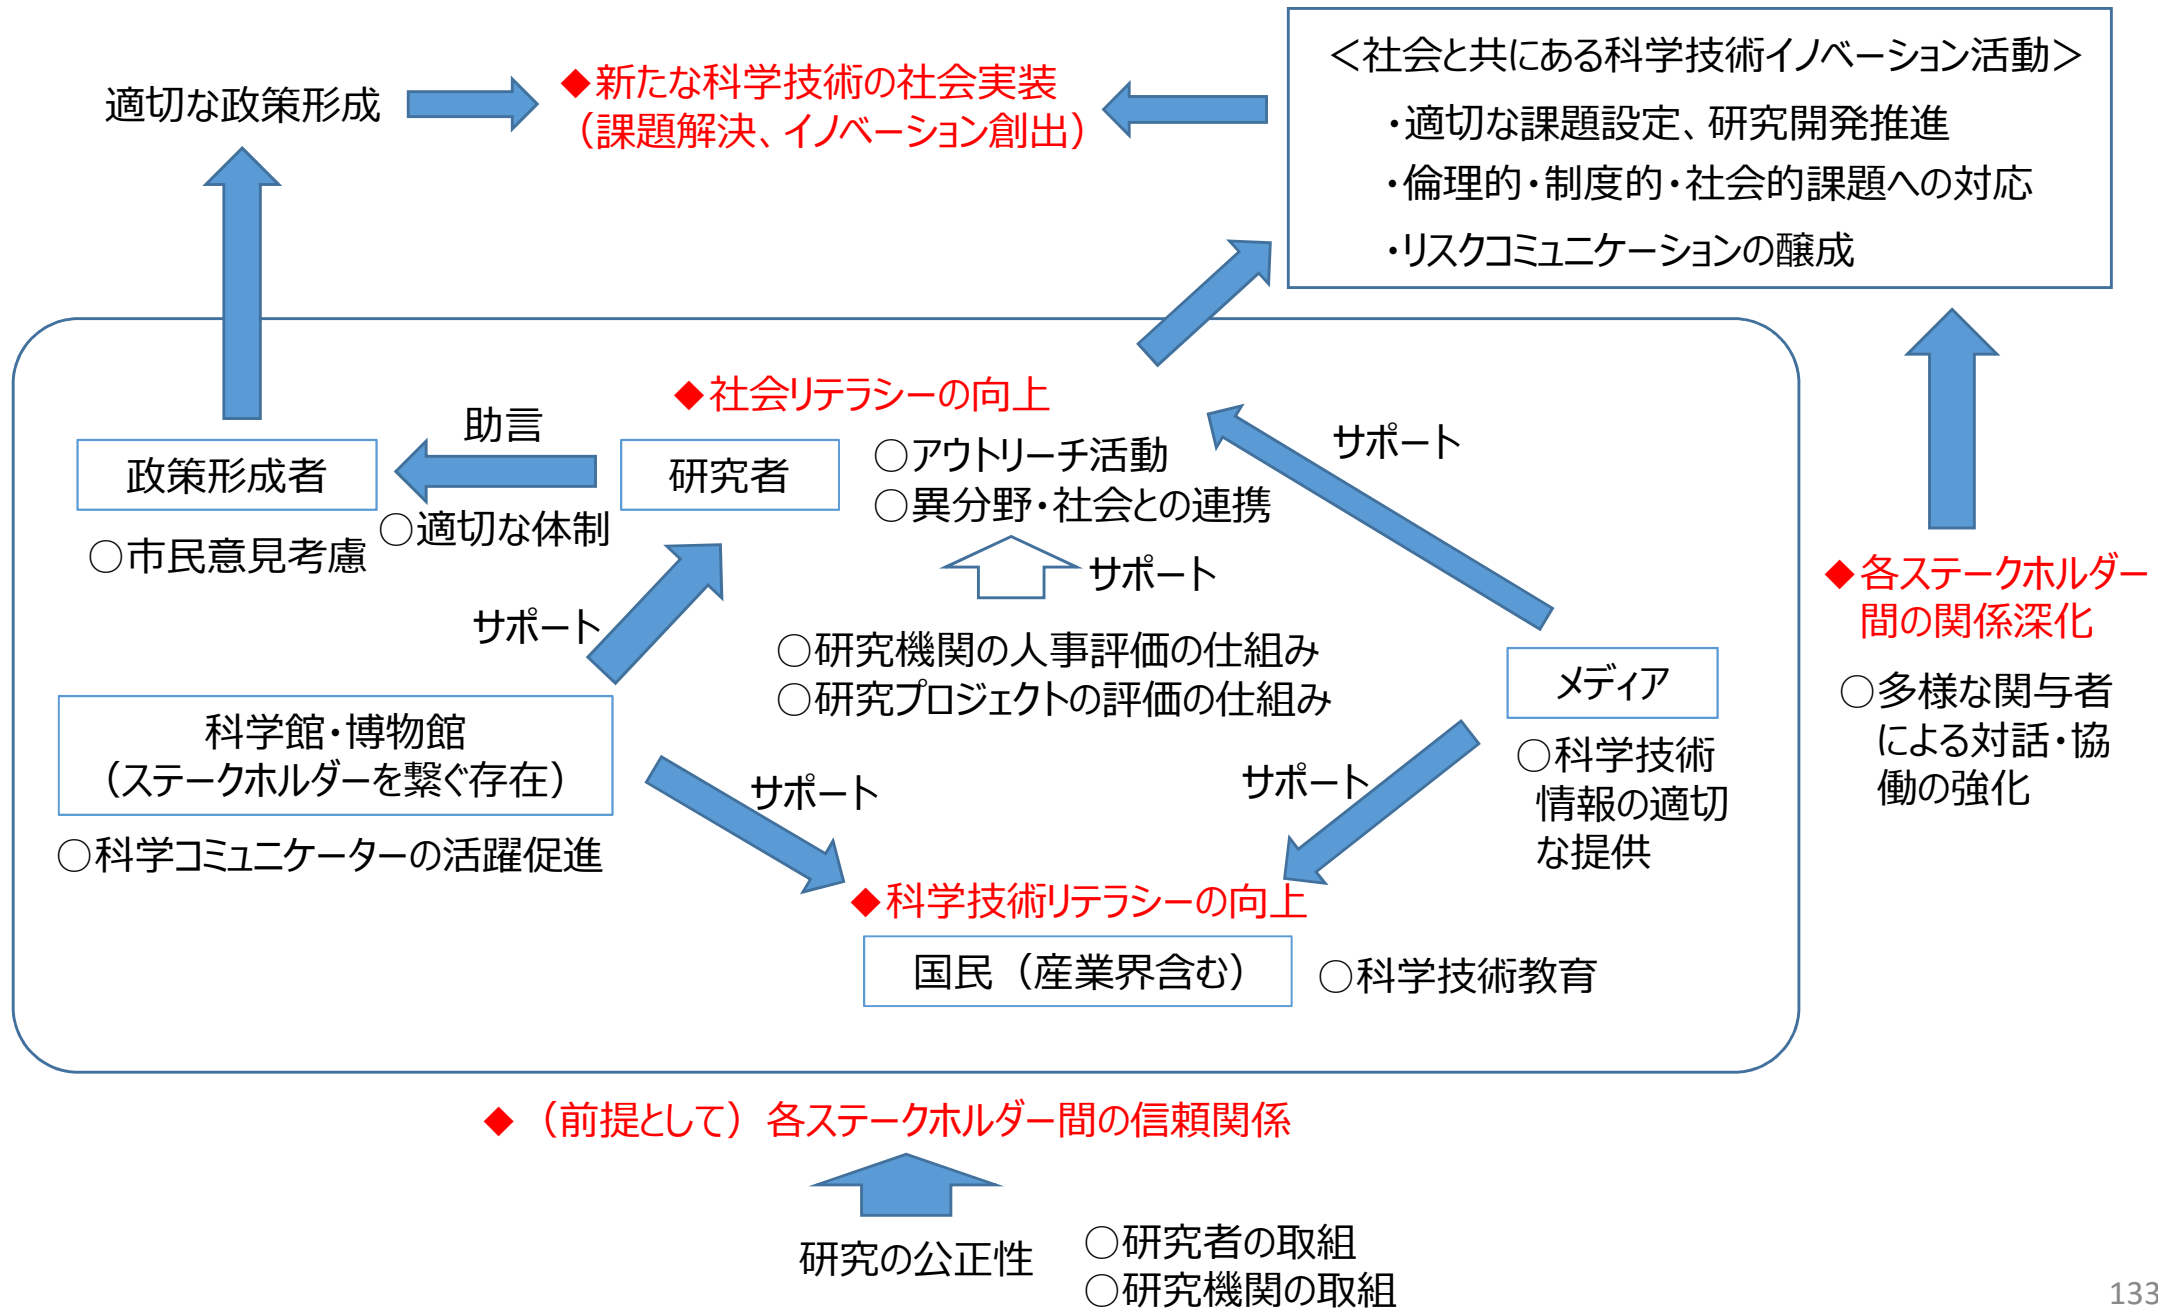 適切な政策形成
◆新たな科学技術の社会実装
（課題解決、イノベーション創出）
＜社会と共にある科学技術イノベーション活動＞
・適切な課題設定、研究開発推進
・倫理的・制度的・社会的課題への対応
・リスクコミュニケーションの醸成
◆社会リテラシーの向上
助言
政策形成者
研究者
○アウトリーチ活動
○異分野・社会との連携
サポート
○適切な体制
○市民意見考慮
サポート
サポート
◆各ステークホルダー
間の関係深化
○研究機関の人事評価の仕組み
○研究プロジェクトの評価の仕組み
メディア
○多様な関与者
による対話・協
働の強化
科学館・博物館
（ステークホルダーを繋ぐ存在）
サポート
サポート
○科学技術
情報の適切
な提供
○科学コミュニケーターの活躍促進
◆科学技術リテラシーの向上
国民（産業界含む）
○科学技術教育
◆（前提として）各ステークホルダー間の信頼関係
研究の公正性
○研究者の取組
○研究機関の取組
133